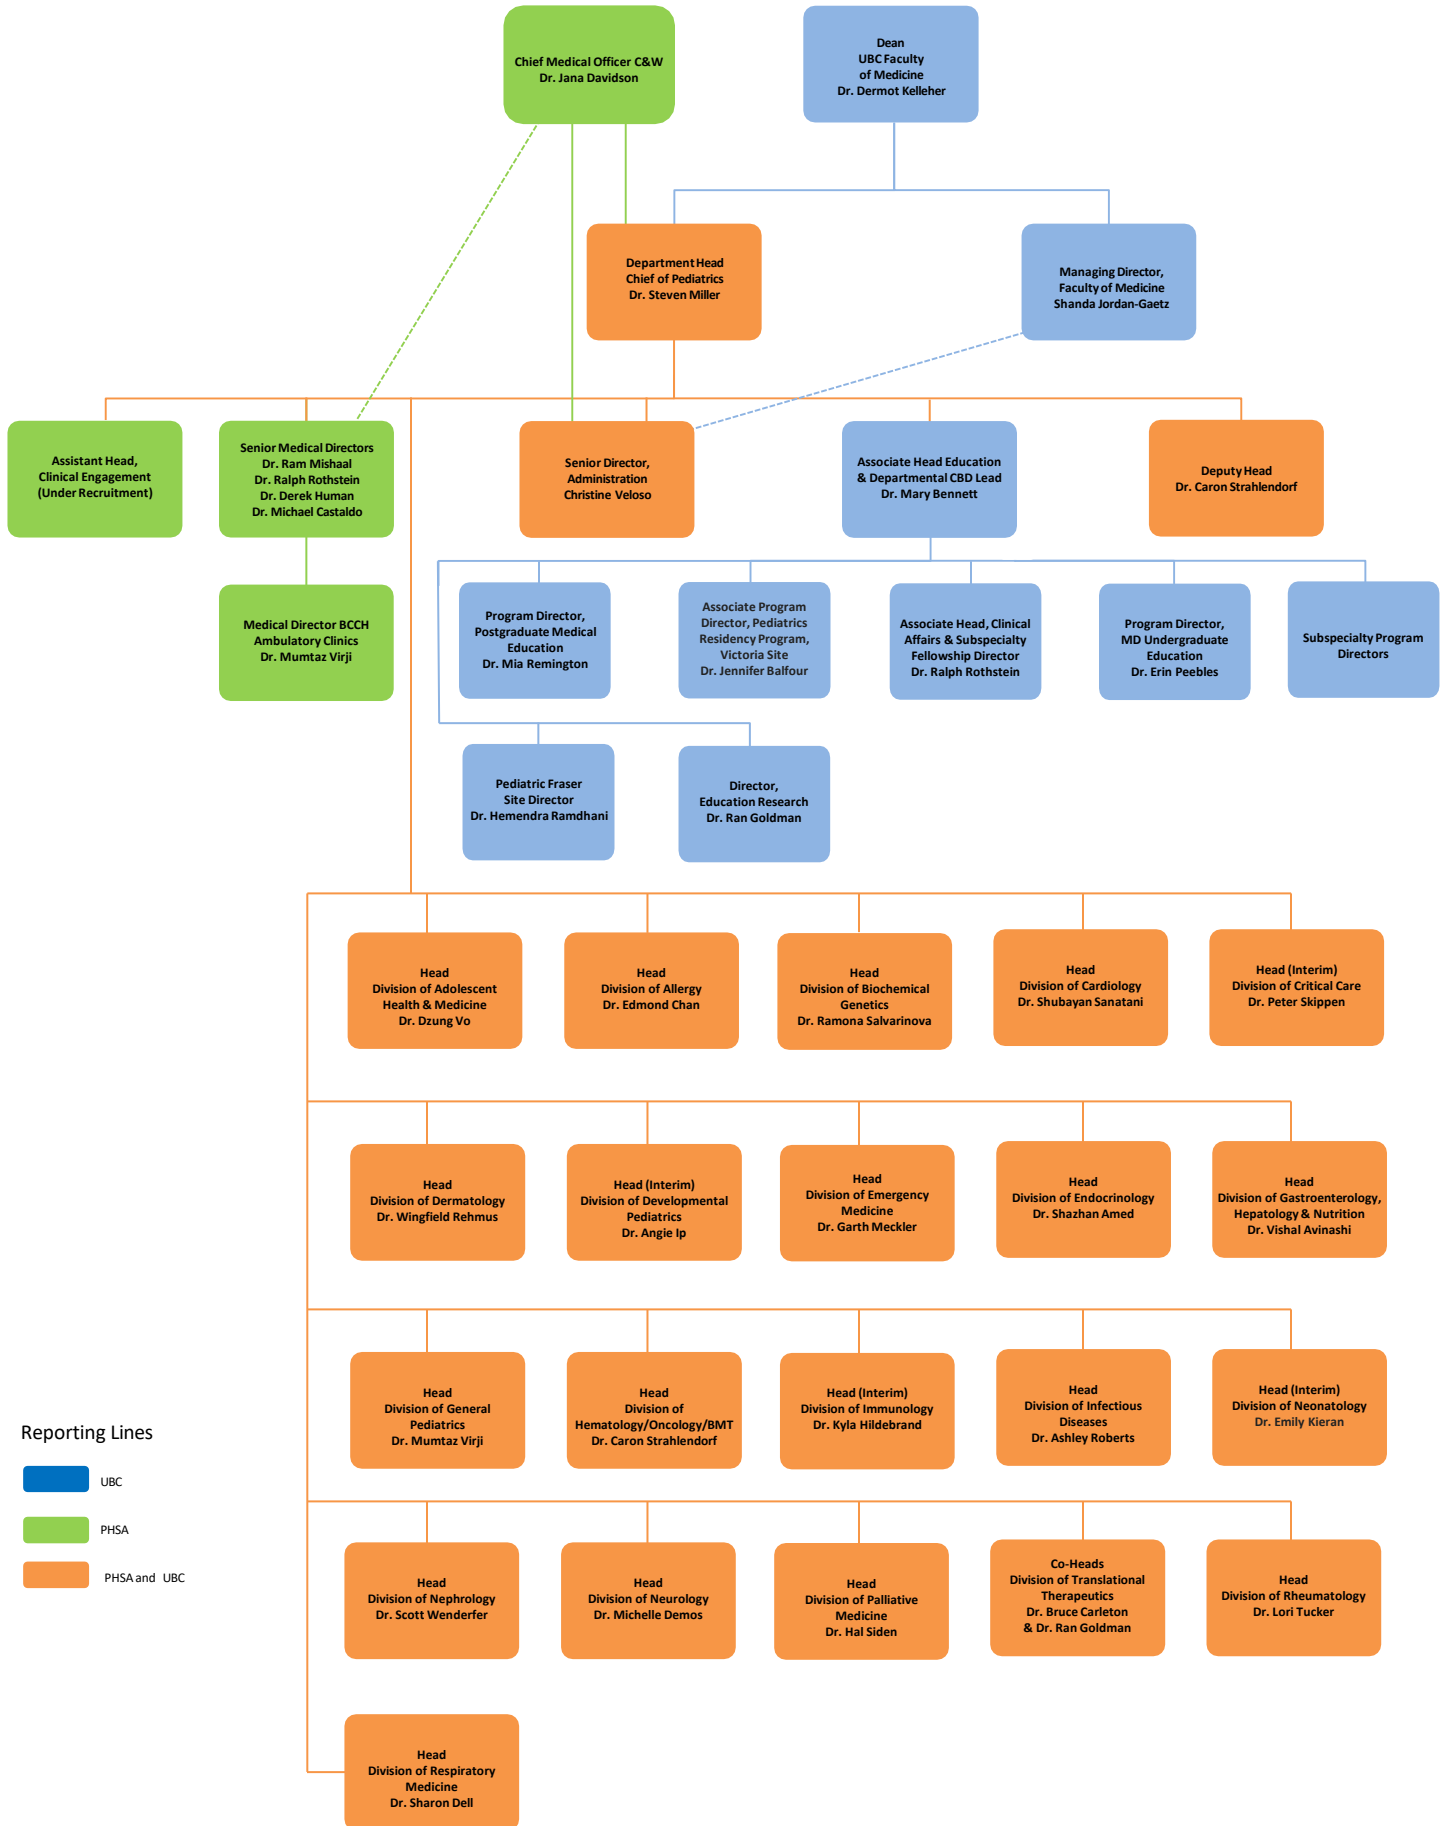 Chief Medical Officer C&W
Dr. Jana Davidson
Dean
UBC Faculty
of Medicine
Dr. Dermot Kelleher
Department Head
Chief of Pediatrics
Dr. Steven Miller
Managing Director,
Faculty of Medicine
Shanda Jordan-Gaetz
Assistant Head,
Clinical Engagement
(Under Recruitment)
Senior Medical Directors
Dr. Ram Mishaal
Dr. Ralph Rothstein
Dr. Derek Human
Dr. Michael Castaldo
Senior Director,
Administration
Christine Veloso
Associate Head Education
& Departmental CBD Lead
Dr. Mary Bennett
Deputy Head
Dr. Caron Strahlendorf
Medical Director BCCH
Ambulatory Clinics
Dr. Mumtaz Virji
Program Director,
Postgraduate Medical
Education
Dr. Mia Remington
Associate Program
Director, Pediatrics
Residency Program,
Victoria Site
Dr. Jennifer Balfour
Associate Head, Clinical
Affairs & Subspecialty
Fellowship Director
Dr. Ralph Rothstein
Program Director,
MD Undergraduate
Education
Dr. Erin Peebles
Subspecialty Program
Directors
Pediatric Fraser
Site Director
Dr. Hemendra Ramdhani
Director,
Education Research
Dr. Ran Goldman
Head
Division of Adolescent
Health & Medicine
Dr. Dzung Vo
Head
Division of Allergy
Dr. Edmond Chan
Head
Division of Biochemical
Genetics
Dr. Ramona Salvarinova
Head
Division of Cardiology
Dr. Shubayan Sanatani
Head (Interim)
Division of Critical Care
Dr. Peter Skippen
Head
Division of Dermatology
Dr. Wingfield Rehmus
Head (Interim)
Division of Developmental
Pediatrics
Dr. Angie Ip
Head
Division of Emergency
Medicine
Dr. Garth Meckler
Head
Division of Endocrinology
Dr. Shazhan Amed
Head
Division of Gastroenterology,
Hepatology & Nutrition
Dr. Vishal Avinashi
Head
Division of General
Pediatrics
Dr. Mumtaz Virji
Head
Division of
Hematology/Oncology/BMT
Dr. Caron Strahlendorf
Head (Interim)
Division of Immunology
Dr. Kyla Hildebrand
Head
Division of Infectious
Diseases
Dr. Ashley Roberts
Head (Interim)
Division of Neonatology
Dr. Emily Kieran
Reporting Lines
UBC
PHSA
PHSA and UBC
Head
Division of Nephrology
Dr. Scott Wenderfer
Head
Division of Neurology
Dr. Michelle Demos
Head
Division of Palliative
Medicine
Dr. Hal Siden
Co-Heads
Division of Translational
Therapeutics
Dr. Bruce Carleton
& Dr. Ran Goldman
Head
Division of Rheumatology
Dr. Lori Tucker
Head
Division of Respiratory
Medicine
Dr. Sharon Dell